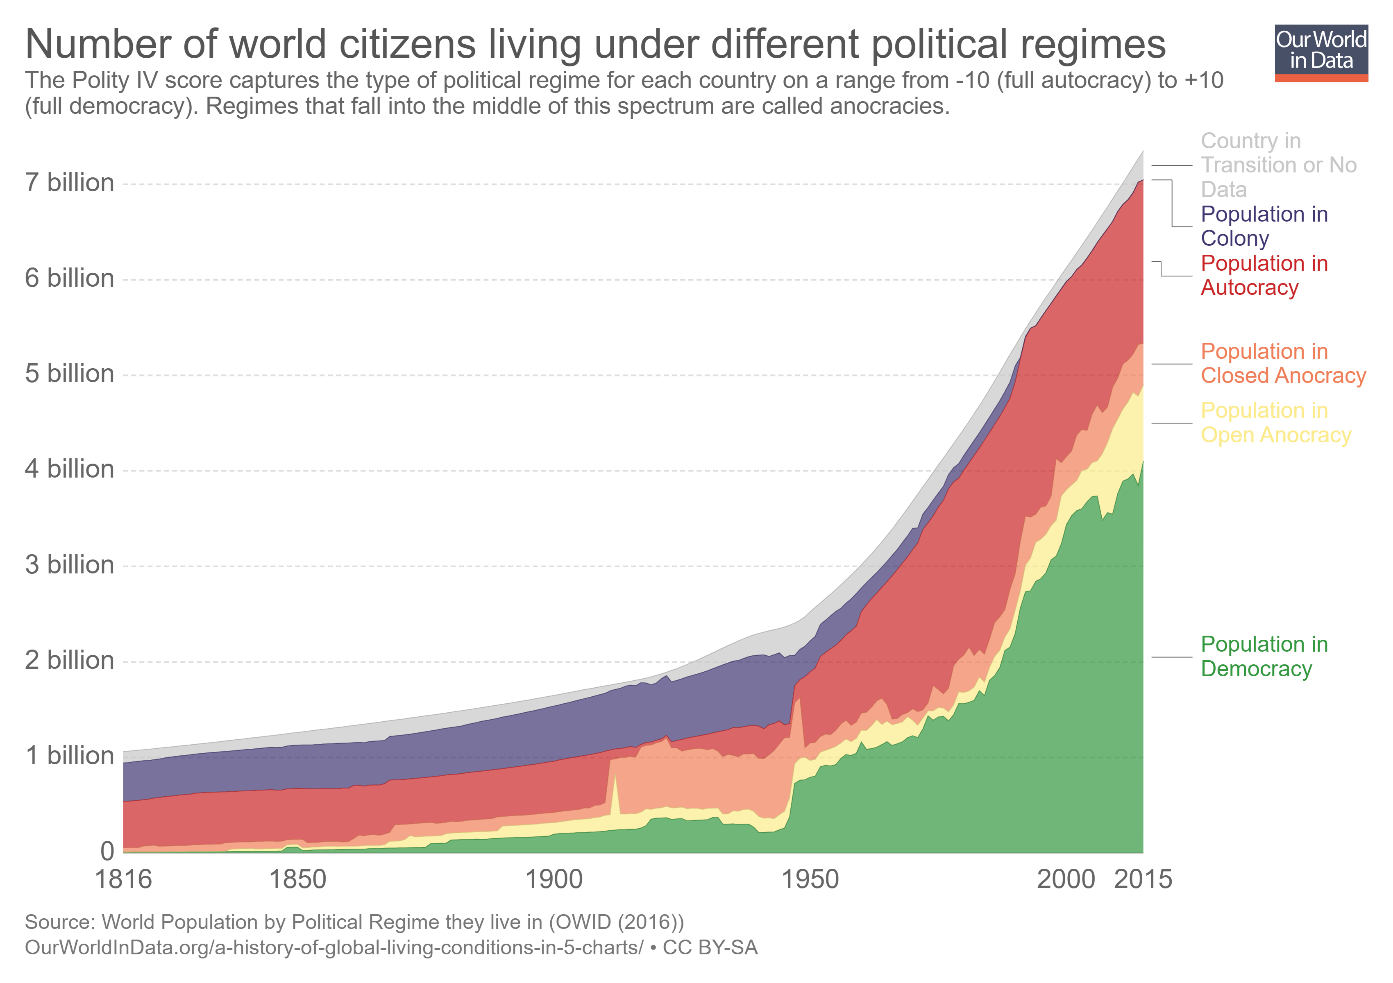 Number of world citizens living under different political regimes
Our World
in Data
The Polity IV score captures the type of political regime for each country on a range from -10 (full autocracy) to +10
(full democracy). Regimes that fall into the middle of this spectrum are called anocracies.
7 billion
6 billion
5 billion
4 billion
3 billion
2 billion
1 billion
0
Country in
Transition or No
Data
Population in
Colony
Population in
Autocracy
Population in
Closed Anocracy
Population in
Open Anocracy
Population in
Democracy
1816
1850
1900
1950
2000
2015
Source: World Population by Political Regime they live in (OWID (2016))
OurWorldInData.org/a-history-of-global-living-conditions-in-5-charts/ • CC BY-SA